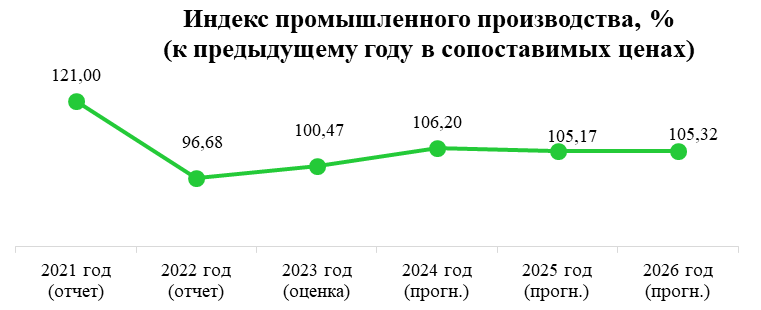 Индекс промышленного производства, %
(к предыдущему году в сопоставимых ценах)
121,00
96,68
100,47
106,20
105,17
105,32
2021 год
(отчет)
2022 год
(отчет)
2023 год
(оценка)
2024 год
(прогн.)
2025 год
(прогн.)
2026 год
(прогн.)